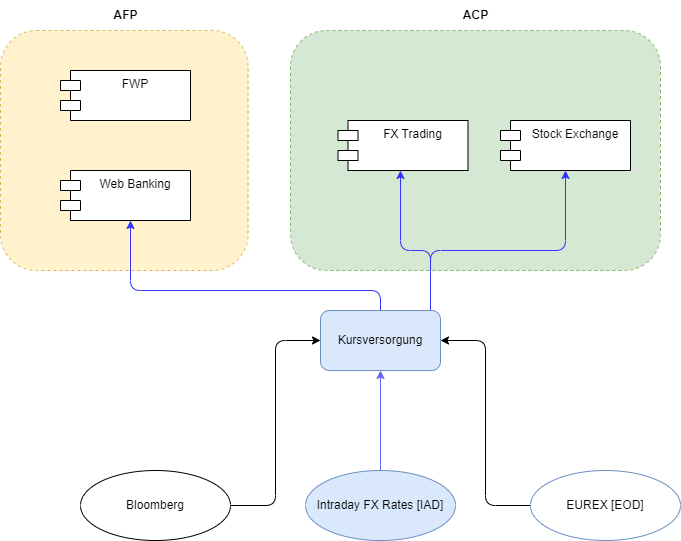 AFP
ACP
FWP
FX Trading
Stock Exchange
Web Banking
Kursversorgung
Bloomberg
Intraday FX Rates [IAD]
EUREX [EOD]